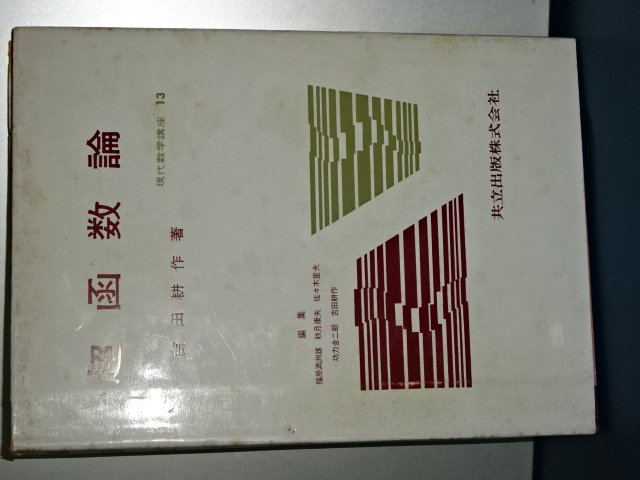 超函数論
現代数学講座 13
吉田耕作著
編集
福原満洲雄 秋月康夫 佐々木重夫
功力金二郎 吉田耕作
共立出版株式会社